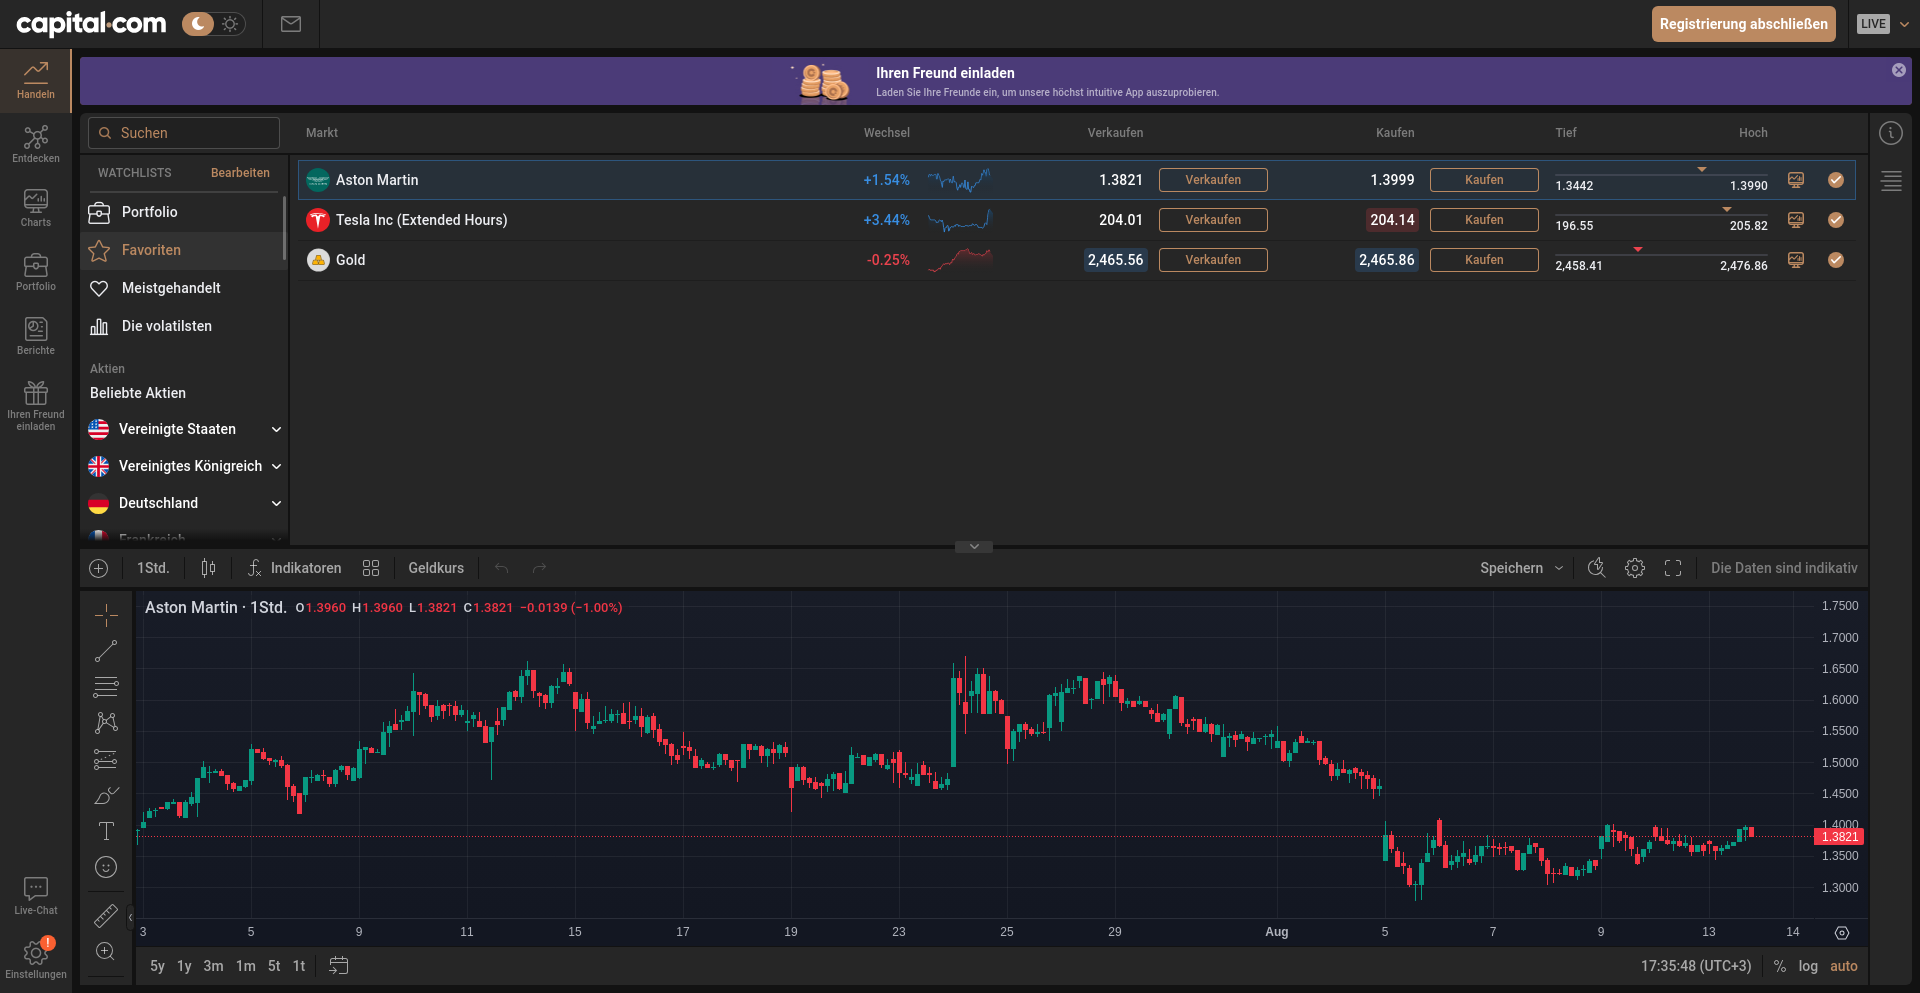 capital.com
Registrierung abschließen
LIVE
Handeln
Entdecken
Charts
Portfolio
Berichte
Ihren Freund
einladen
Live-Chat
!
Einstellungen
Ihren Freund einladen
Laden Sie Ihre Freunde ein, um unsere höchst intuitive App auszuprobieren.
Suchen
WATCHLISTS Bearbeiten
Portfolio
Favoriten
Meistgehandelt
Die volatilsten
Aktien
Beliebte Aktien
Vereinigte Staaten
Vereinigtes Königreich
Deutschland
Frankreich
Markt Wechsel Verkaufen Kaufen Tief Hoch
Aston Martin +1.54% 1.3821 Verkaufen 1.3999 Kaufen 1.3442 1.3990
Tesla Inc (Extended Hours) +3.44% 204.01 Verkaufen 204.14 Kaufen 196.55 205.82
Gold -0.25% 2,465.56 Verkaufen 2,465.86 Kaufen 2,458.41 2,476.86
1Std. Indikatoren Geldkurs Speichern Die Daten sind indikativ
Aston Martin · 1Std. O1.3960 H1.3960 L1.3821 C1.3821 −0.0139 (−1.00%)
1.7500
1.7000
1.6500
1.6000
1.5500
1.5000
1.4500
1.4000
1.3821
1.3500
1.3000
3 5 9 11 15 17 19 23 25 29 Aug 5 7 9 13 14
5y 1y 3m 1m 5t 1t 17:35:48 (UTC+3) % log auto